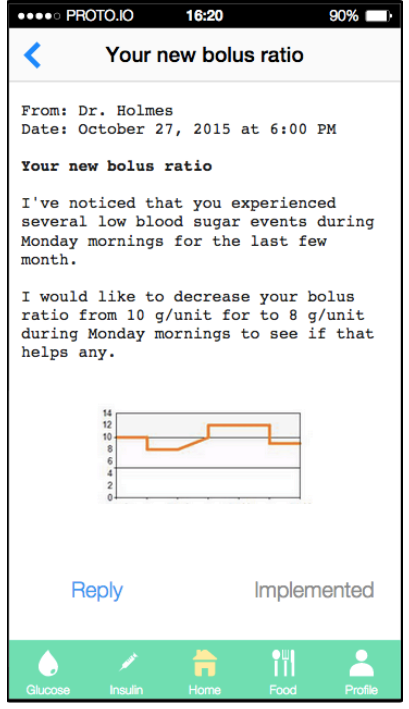 PROTO.IO 16:20 90%
Your new bolus ratio
From: Dr. Holmes
Date: October 27, 2015 at 6:00 PM
Your new bolus ratio
I've noticed that you experienced
several low blood sugar events during
Monday mornings for the last few
month.
I would like to decrease your bolus
ratio from 10 g/unit for to 8 g/unit
during Monday mornings to see if that
helps any.
14
12
10
8
6
4
2
0
Reply Implemented
Glucose Insulin Home Food Profile